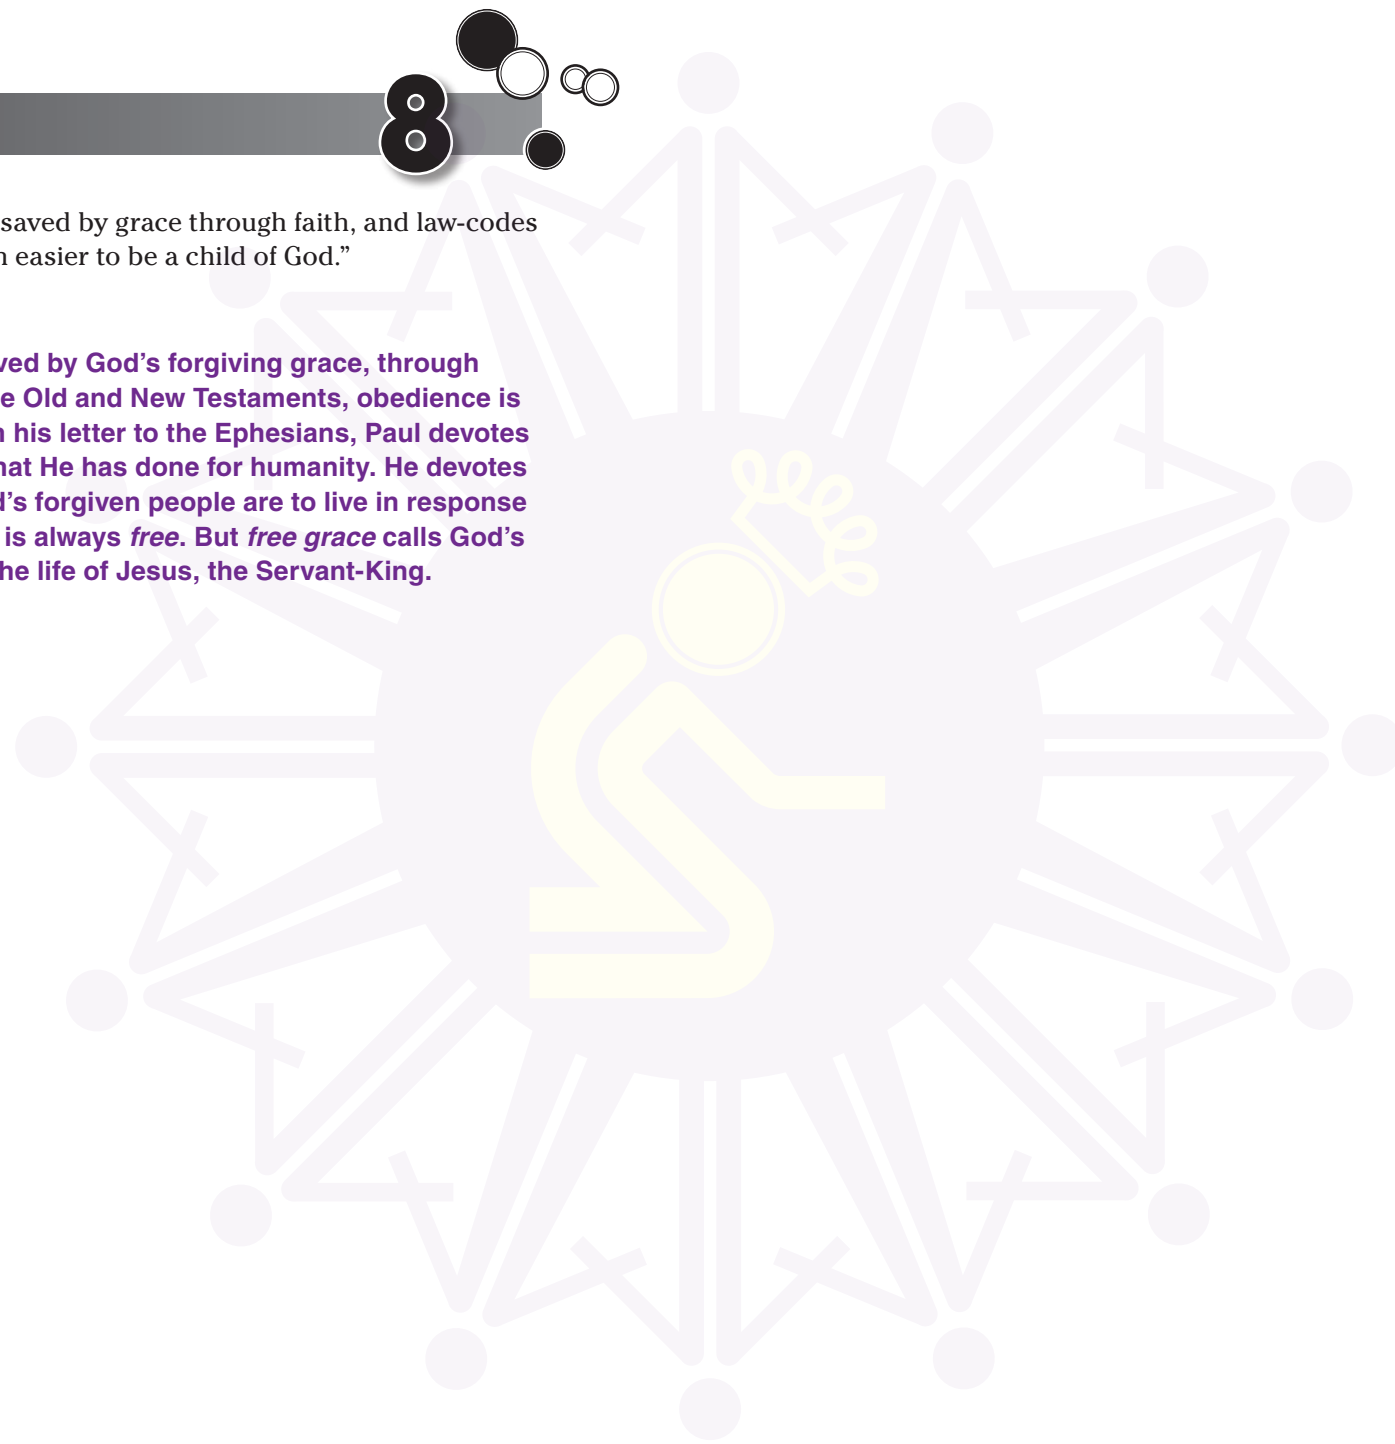 8
saved by grace through faith, and law-codes
easier to be a child of God.”
by God’s forgiving grace, through
Old and New Testaments, obedience is
his letter to the Ephesians, Paul devotes
He has done for humanity. He devotes
forgiven people are to live in response
is always free. But free grace calls God’s
life of Jesus, the Servant-King.